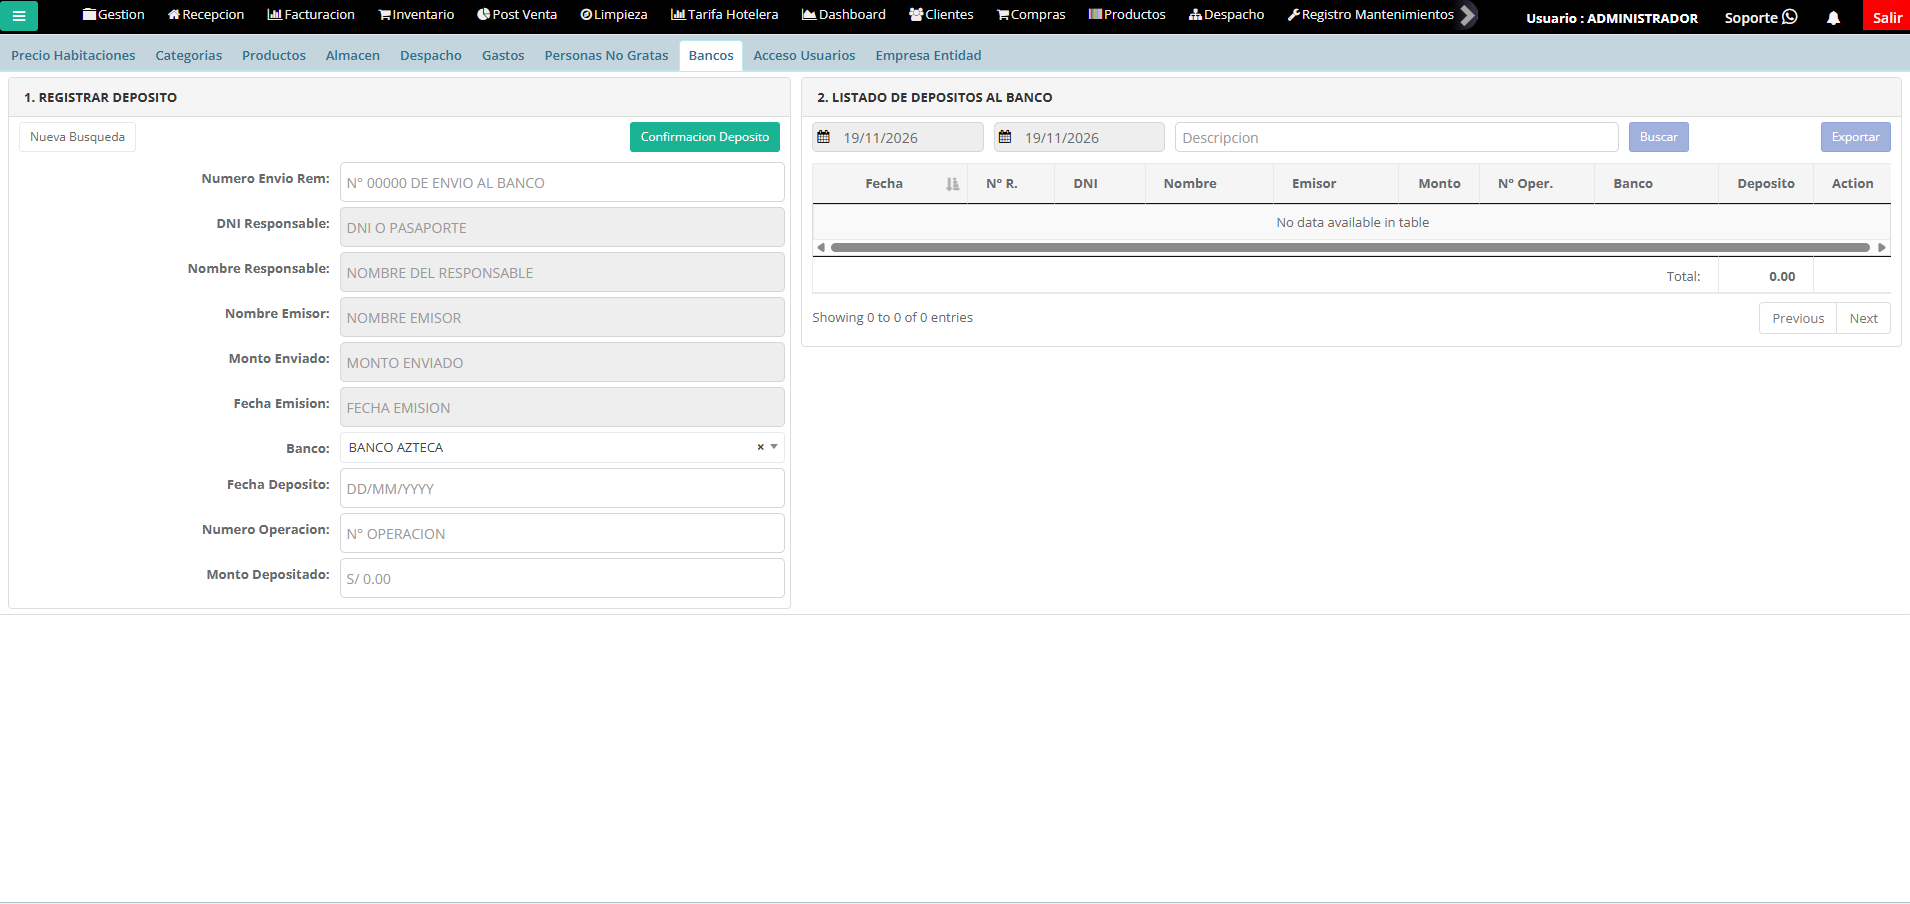 Gestion Recepcion Facturacion Inventario Post Venta Limpieza Tarifa Hotelera Dashboard Clientes Compras Productos Despacho Registro Mantenimientos Usuario : ADMINISTRADOR Soporte Salir
Precio Habitaciones Categorias Productos Almacen Despacho Gastos Personas No Gratas Bancos Acceso Usuarios Empresa Entidad
1. REGISTRAR DEPOSITO
Nueva Busqueda Confirmacion Deposito
Numero Envio Rem: N° 00000 DE ENVIO AL BANCO
DNI Responsable: DNI O PASAPORTE
Nombre Responsable: NOMBRE DEL RESPONSABLE
Nombre Emisor: NOMBRE EMISOR
Monto Enviado: MONTO ENVIADO
Fecha Emision: FECHA EMISION
Banco: BANCO AZTECA × 
Fecha Deposito: DD/MM/YYYY
Numero Operacion: N° OPERACION
Monto Depositado: S/ 0.00
2. LISTADO DE DEPOSITOS AL BANCO
19/11/2026 19/11/2026 Descripcion Buscar Exportar
Fecha N° R. DNI Nombre Emisor Monto N° Oper. Banco Deposito Action
No data available in table
Total: 0.00
Showing 0 to 0 of 0 entries Previous Next